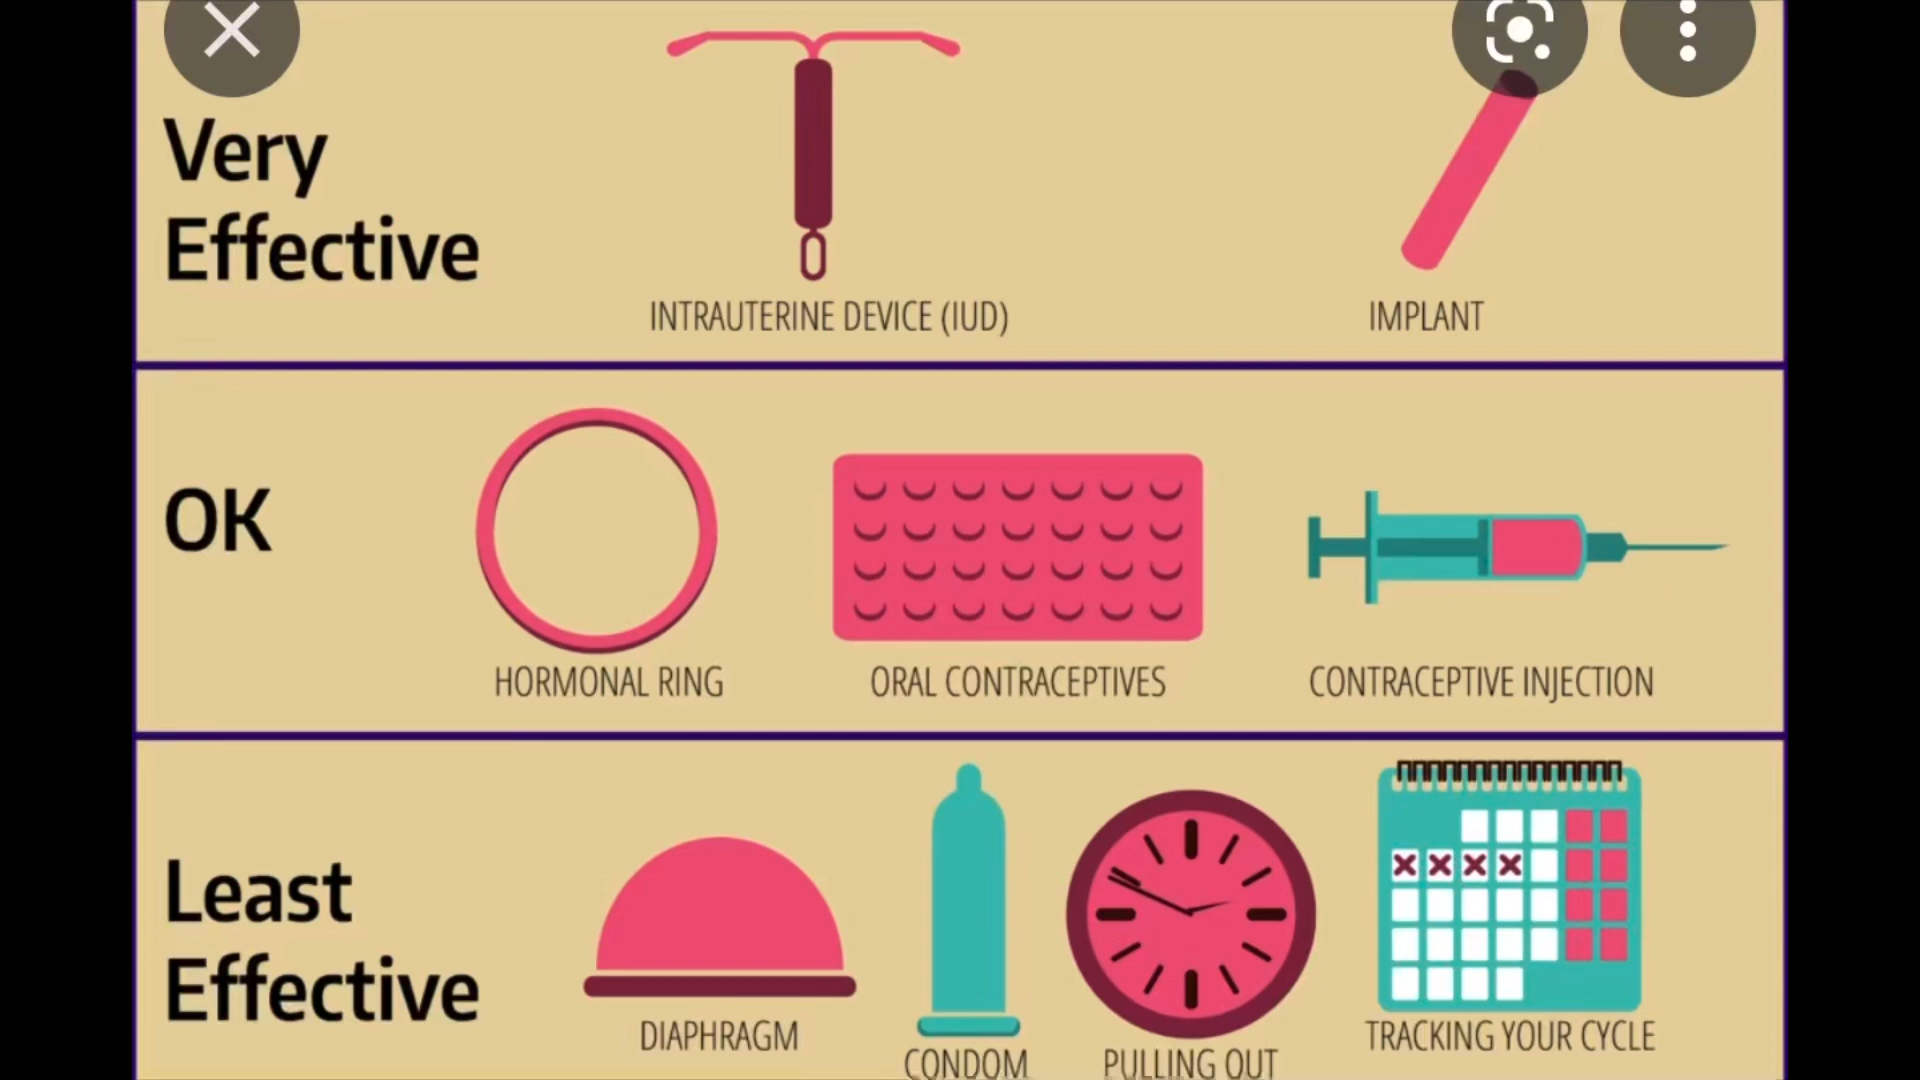 Very
Effective
INTRAUTERINE DEVICE (IUD)
IMPLANT
OK
HORMONAL RING
ORAL CONTRACEPTIVES
CONTRACEPTIVE INJECTION
Least
Effective
DIAPHRAGM
CONDOM
PULLING OUT
TRACKING YOUR CYCLE